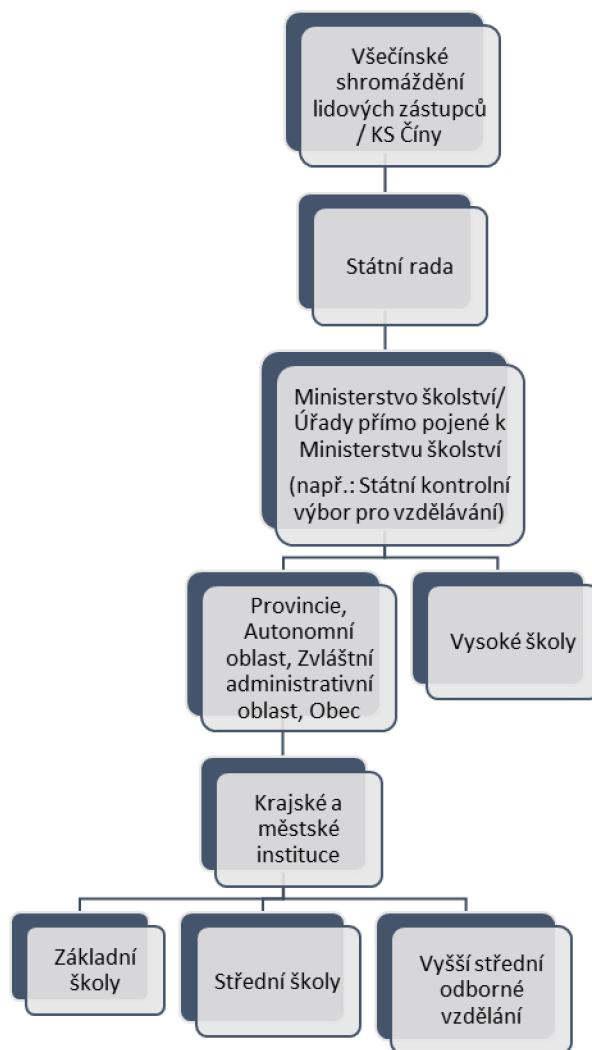 Všečínské
shromáždění
lidových zástupců
/ KS Číny
Státní rada
Ministerstvo školství/
Úřady přímo pojené k
Ministerstvu školství
(např.: Státní kontrolní
výbor pro vzdělávání)
Provincie,
Autonomní
oblast, Zvláštní
administrativní
oblast, Obec
Vysoké školy
Krajské a
městské
instituce
Základní
školy
Střední školy
Vyšší střední
odborné
vzdělání